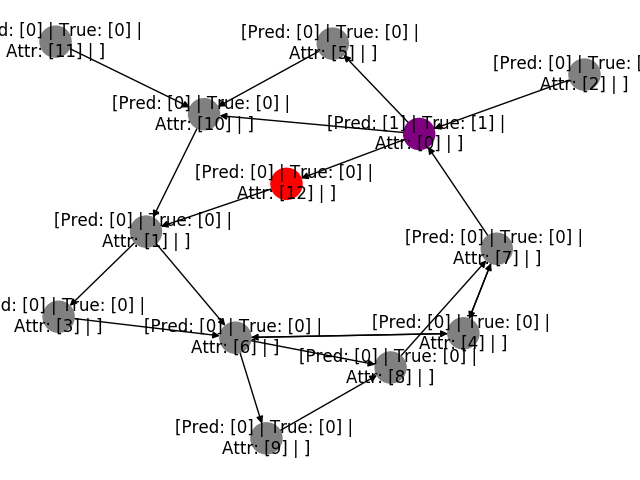 d: [0] | True: [0] |
Attr: [11] | ]
[Pred: [0] | True: [0] |
Attr: [5] | ]
[Pred: [0] | True: [
Attr: [2] | ]
[Pred: [0] | True: [0] |
Attr: [10] | ]
[Pred: [1] | True: [1] |
Attr: [0] | ]
[Pred: [0] | True: [0] |
Attr: [12] | ]
[Pred: [0] | True: [0] |
Attr: [1] | ]
[Pred: [0] | True: [0] |
Attr: [7] | ]
d: [0] | True: [0] |
Attr: [3] | ]
[Pred: [0] | True: [0] |
Attr: [6] | ]
[Pred: [0] | True: [0] |
Attr: [4] | ]
[Pred: [0] | True: [0] |
Attr: [8] | ]
[Pred: [0] | True: [0] |
Attr: [9] | ]